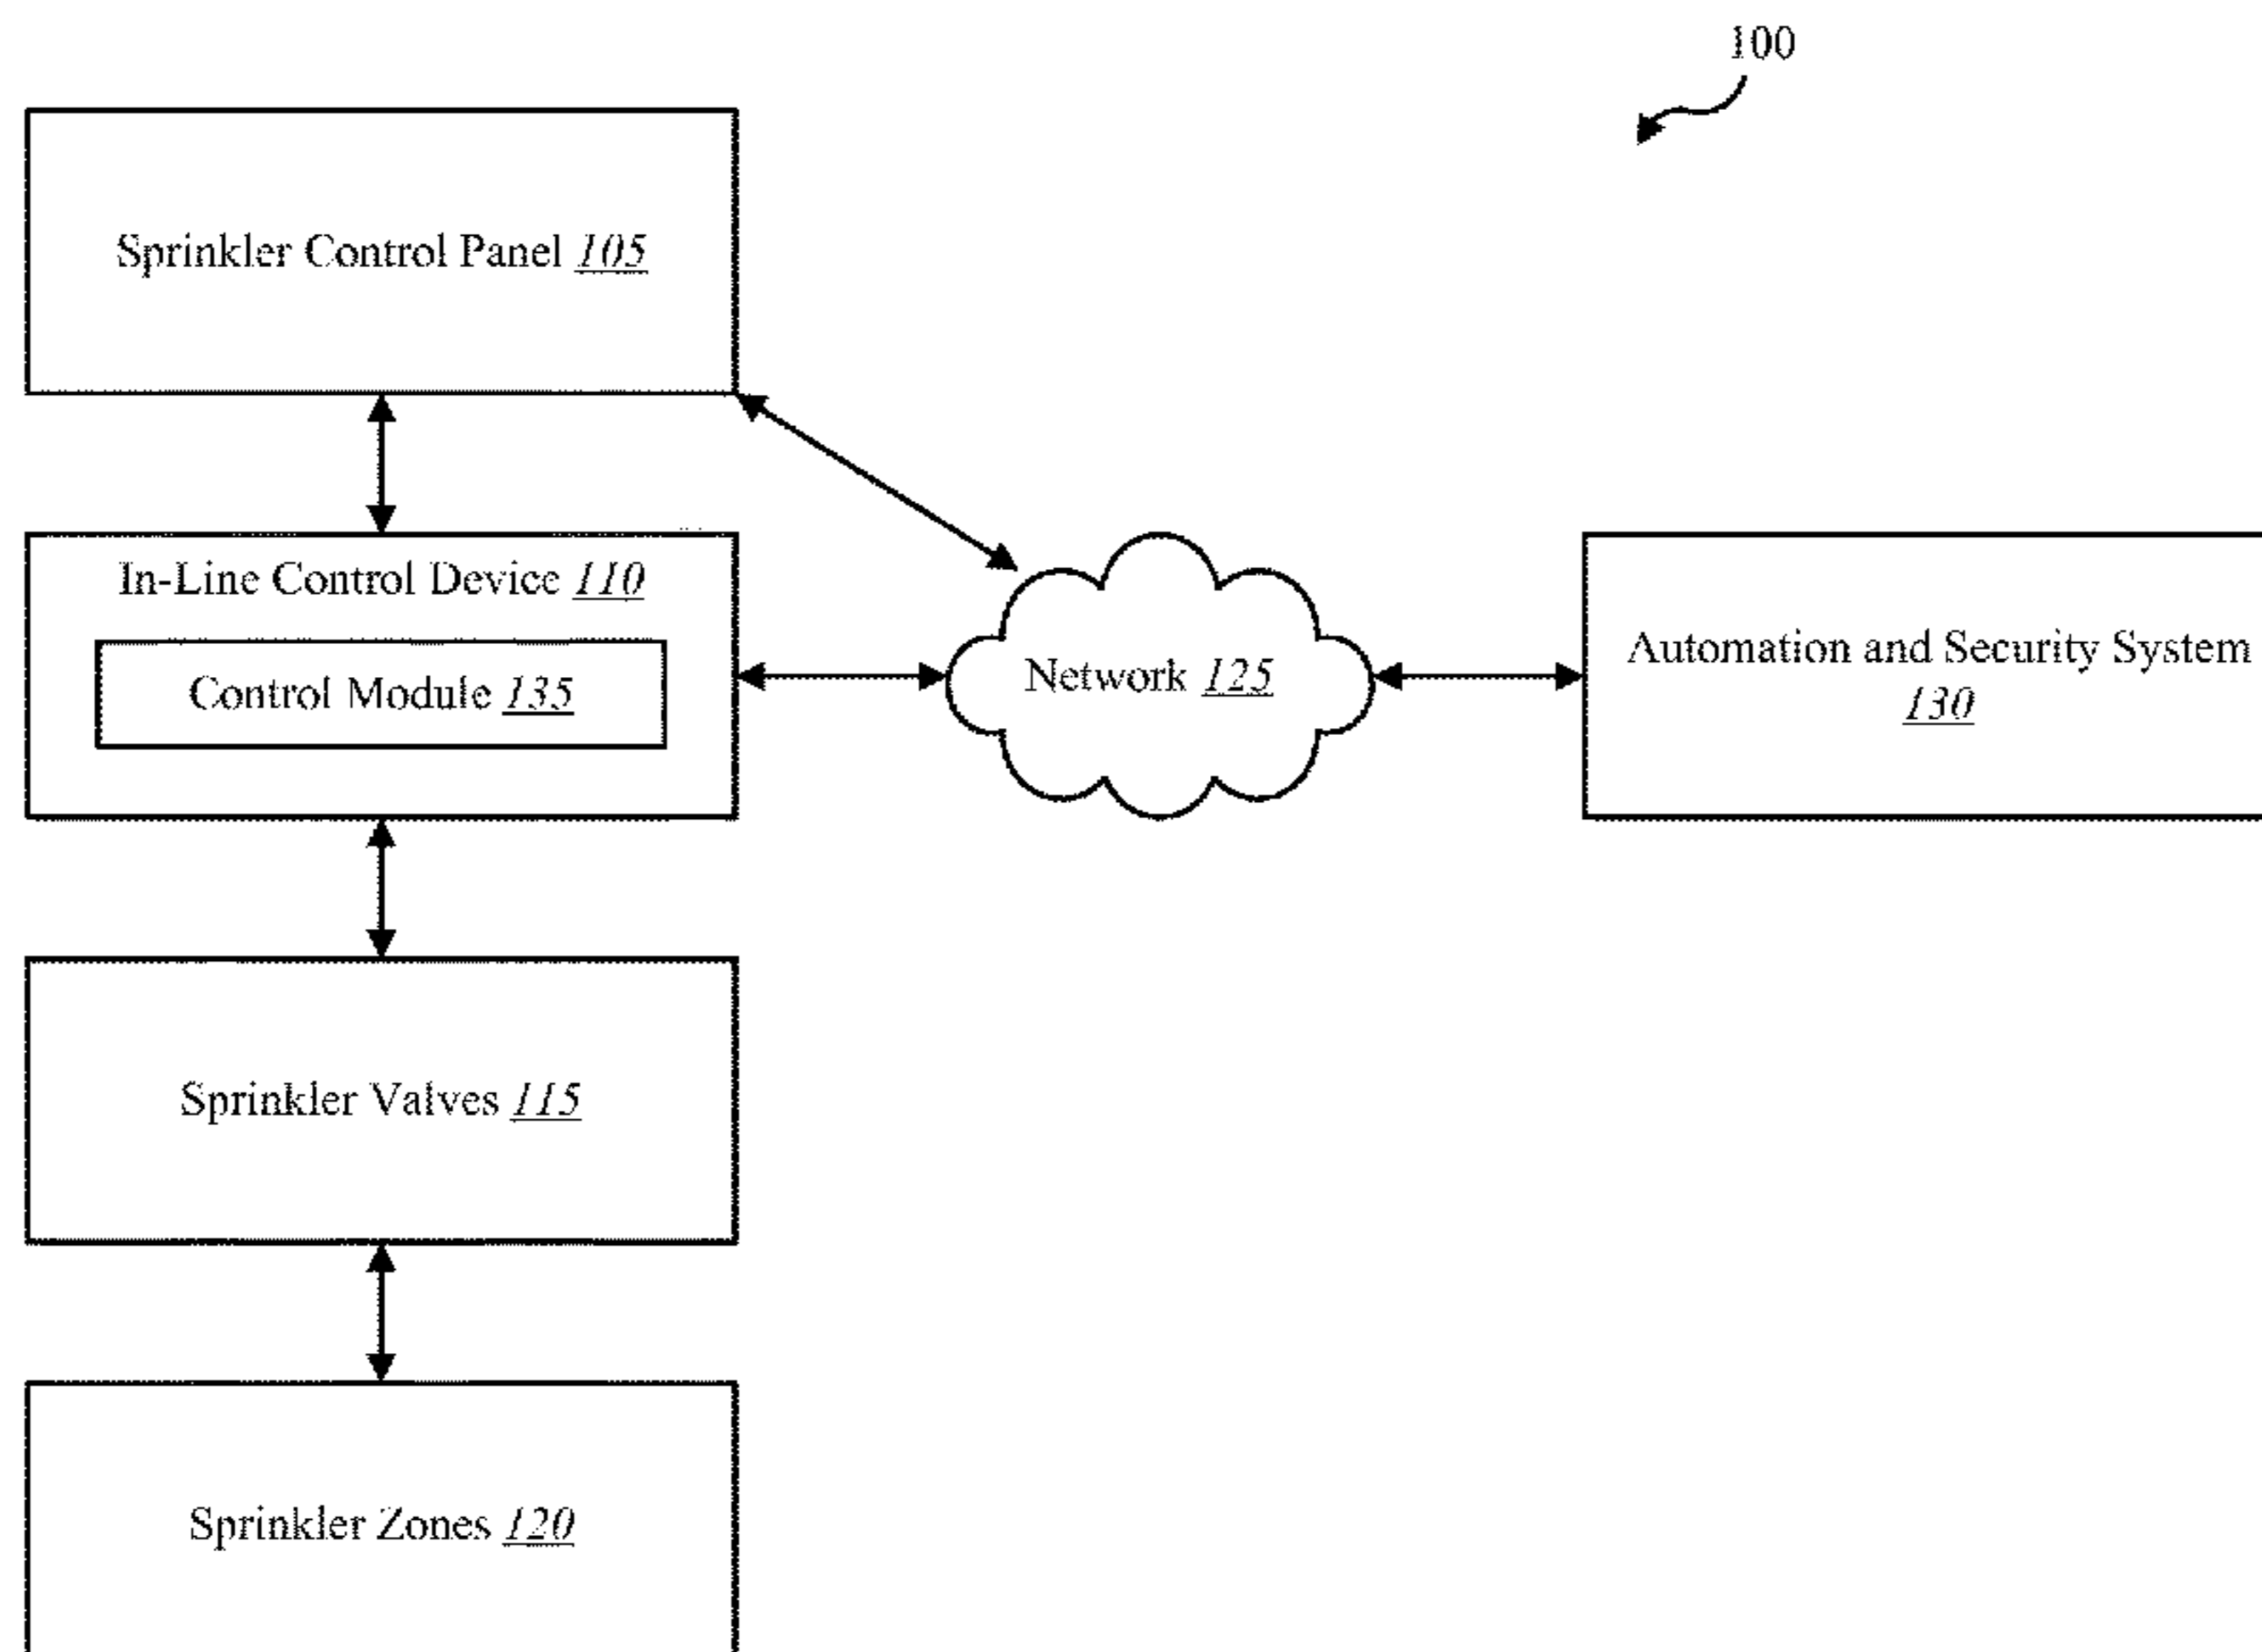 100
Sprinkler Control Panel 105
In-Line Control Device 110
Control Module 135
Network 125
Automation and Security System
130
Sprinkler Valves 115
Sprinkler Zones 120